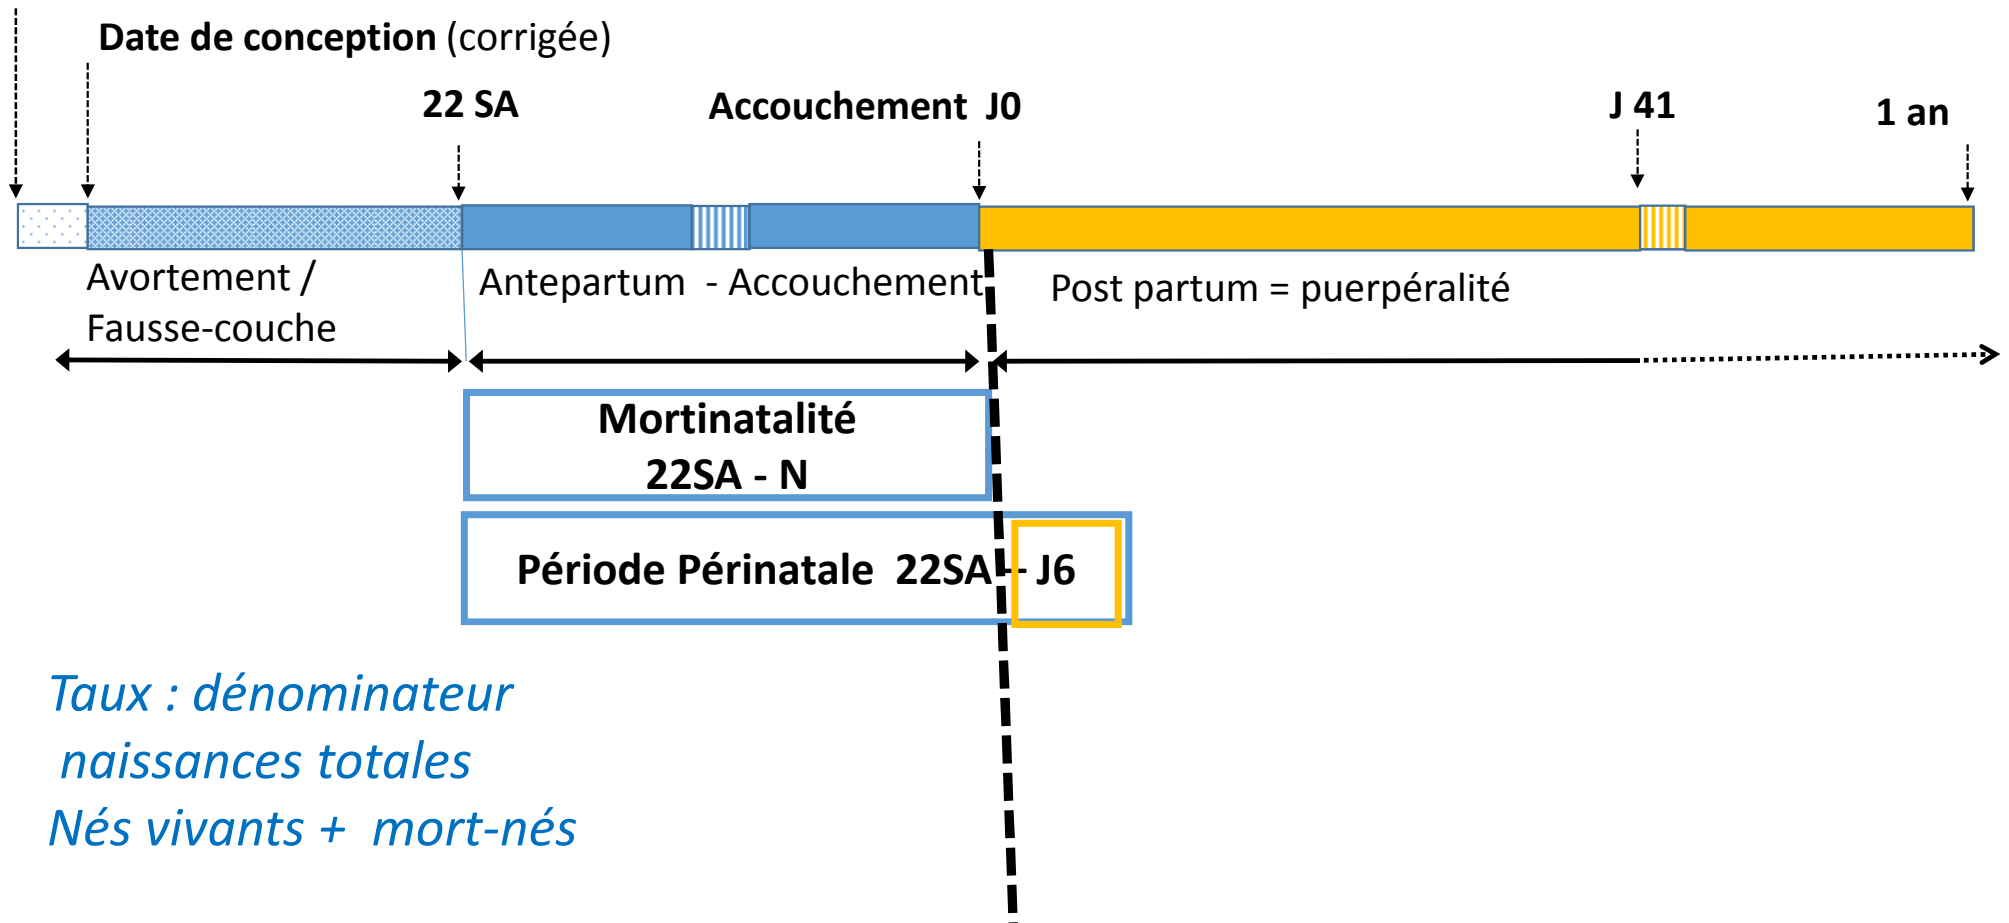 Date de conception (corrigée)
22 SA
Accouchement J0
J 41
1 an
Avortement /
Fausse-couche
Antepartum - Accouchement
Post partum = puerpéralité
Mortinatalité
22SA - N
Période Périnatale 22SA – J6
Taux : dénominateur
naissances totales
Nés vivants + mort-nés